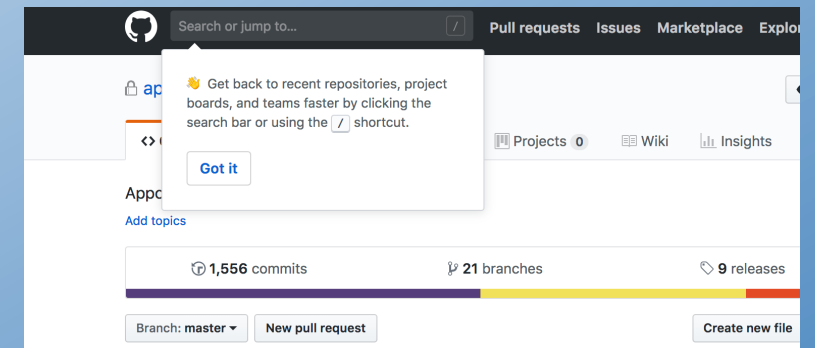 Search or jump to... /
Pull requests Issues Marketplace Explor
👋 Get back to recent repositories, project
boards, and teams faster by clicking the
search bar or using the / shortcut.
Got it
ap
Projects 0 Wiki Insights
Appo
Add topics
1,556 commits 21 branches 9 releases
Branch: master New pull request Create new file